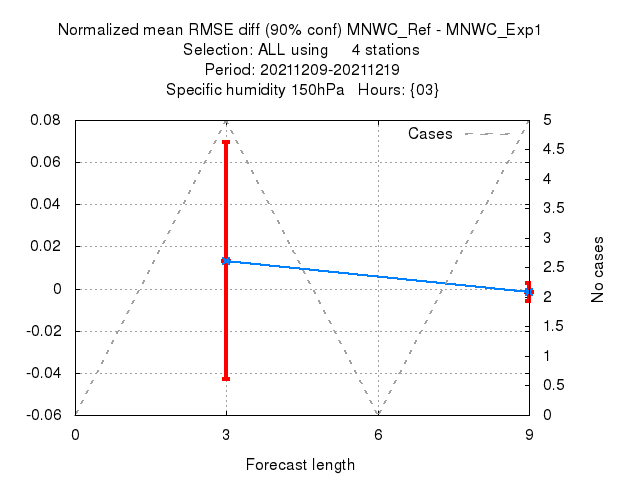 Normalized mean RMSE diff (90% conf) MNWC_Ref - MNWC_Exp1
Selection: ALL using 4 stations
Period: 20211209-20211219
Specific humidity 150hPa Hours: {03}
Cases
0.08
0.06
0.04
0.02
0
-0.02
-0.04
-0.06
5
4.5
4
3.5
3
2.5
2
1.5
1
0.5
0
No cases
0 3 6 9
Forecast length